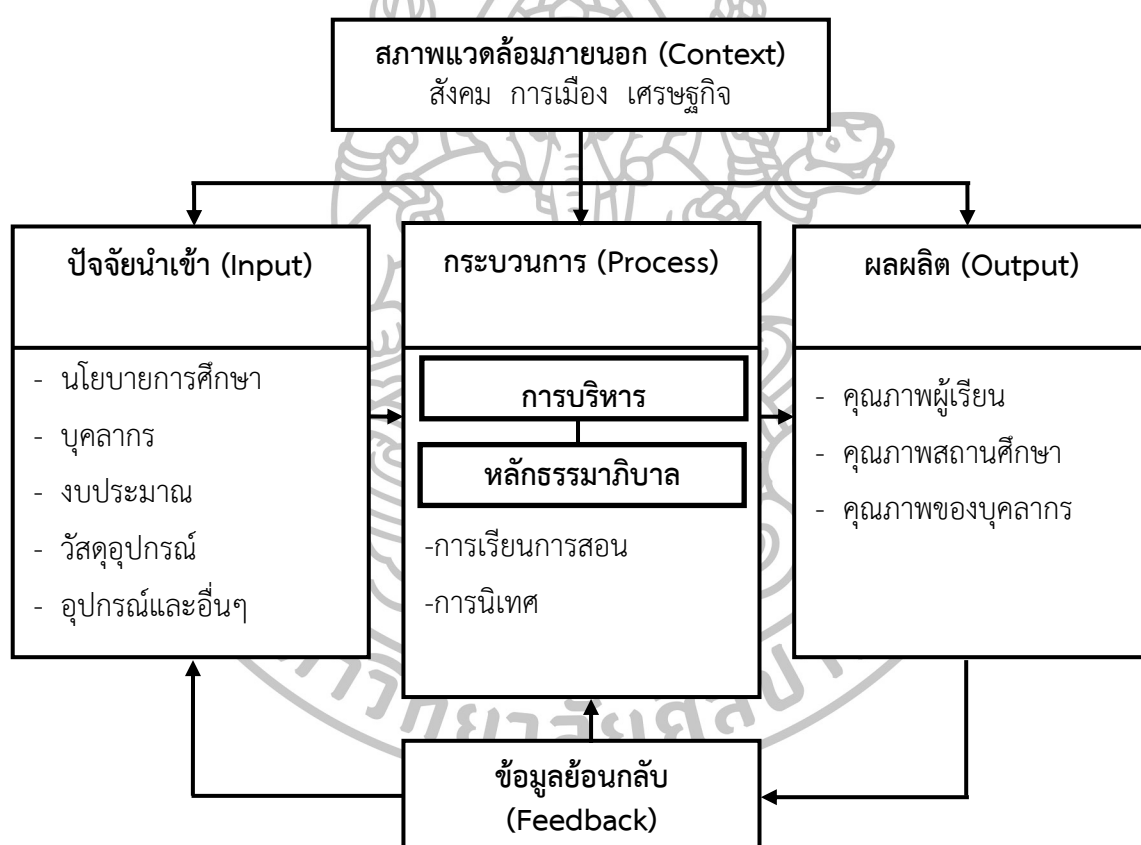 สภาพแวดล้อมภายนอก (Context)
สังคม การเมือง เศรษฐกิจ
ปัจจัยนำเข้า (Input)
- นโยบายการศึกษา
- บุคลากร
- งบประมาณ
- วัสดุอุปกรณ์
- อุปกรณ์และอื่นๆ
กระบวนการ (Process)
การบริหาร
หลักธรรมาภิบาล
-การเรียนการสอน
-การนิเทศ
ผลผลิต (Output)
- คุณภาพผู้เรียน
- คุณภาพสถานศึกษา
- คุณภาพของบุคลากร
ข้อมูลย้อนกลับ
(Feedback)